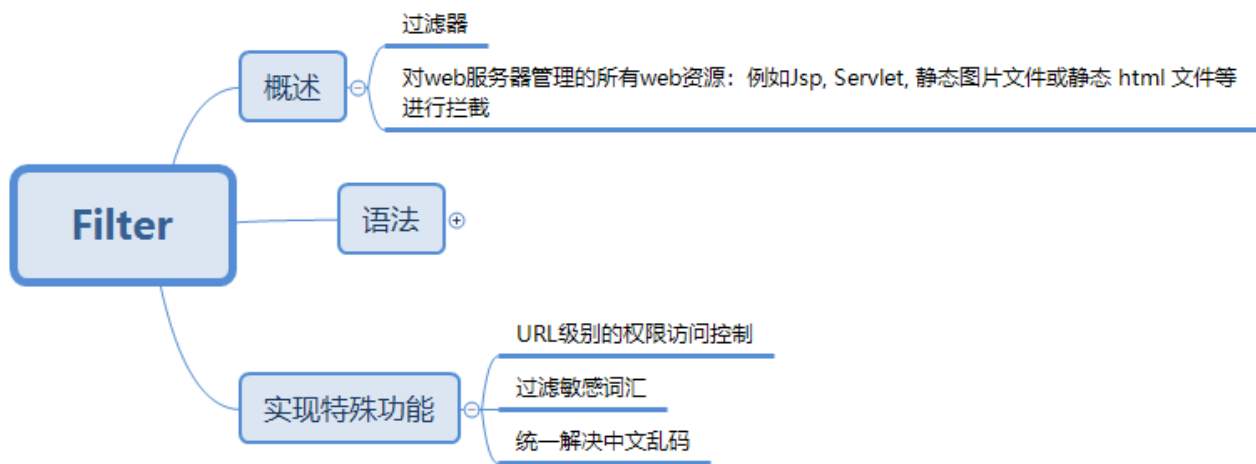 过滤器
概述
对web服务器管理的所有web资源：例如Jsp, Servlet, 静态图片文件或静态 html 文件等
进行拦截
Filter
语法
URL级别的权限访问控制
过滤敏感词汇
实现特殊功能
统一解决中文乱码